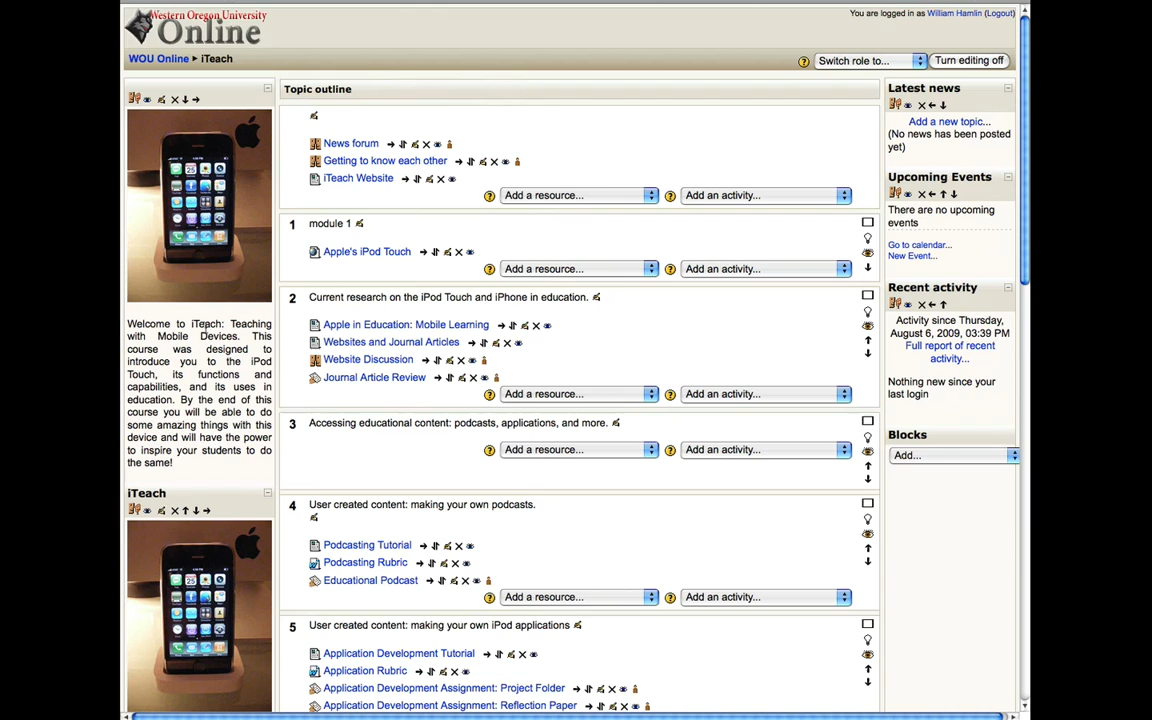 Western Oregon University
Online
You are logged in as William Hamlin (Logout)
WOU Online ► iTeach
Switch role to...
Turn editing off
Welcome to iTeach: Teaching
with Mobile Devices. This
course was designed to
introduce you to the iPod
Touch, its functions and
capabilities, and its uses in
education. By the end of this
course you will be able to do
some amazing things with this
device and will have the power
to inspire your students to do
the same!
iTeach
Topic outline
News forum
Getting to know each other
iTeach Website
Add a resource... Add an activity...
1 module 1
Apple's iPod Touch
Add a resource... Add an activity...
2 Current research on the iPod Touch and iPhone in education.
Apple in Education: Mobile Learning
Websites and Journal Articles
Website Discussion
Journal Article Review
Add a resource... Add an activity...
3 Accessing educational content: podcasts, applications, and more.
Add a resource... Add an activity...
4 User created content: making your own podcasts.
Podcasting Tutorial
Podcasting Rubric
Educational Podcast
Add a resource... Add an activity...
5 User created content: making your own iPod applications
Application Development Tutorial
Application Rubric
Application Development Assignment: Project Folder
Application Development Assignment: Reflection Paper
Latest news
Add a new topic...
(No news has been posted
yet)
Upcoming Events
There are no upcoming
events
Go to calendar...
New Event...
Recent activity
Activity since Thursday,
August 6, 2009, 03:39 PM
Full report of recent
activity...
Nothing new since your
last login
Blocks
Add...